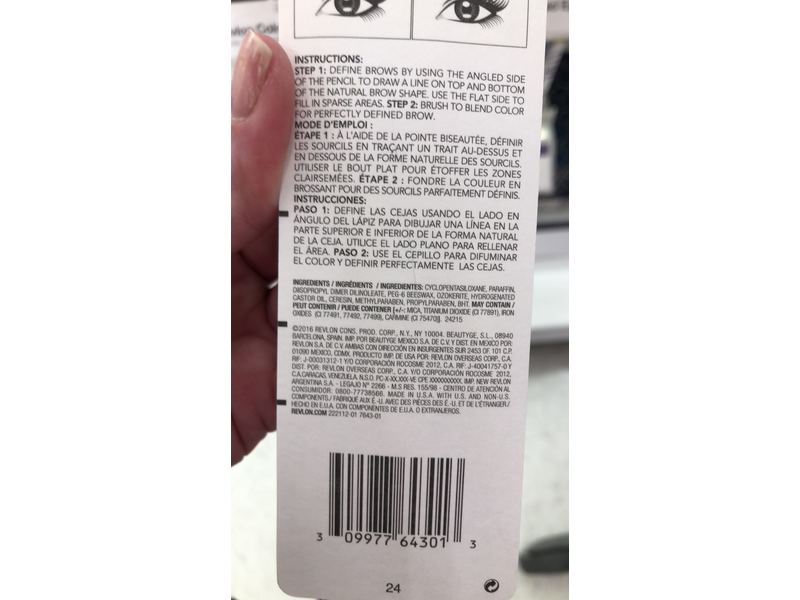 INSTRUCTIONS:
STEP 1: DEFINE BROWS BY USING THE ANGLED SIDE
OF THE PENCIL TO DRAW A LINE ON TOP AND BOTTOM
OF THE NATURAL BROW SHAPE. USE THE FLAT SIDE TO
FILL IN SPARSE AREAS. STEP 2: BRUSH TO BLEND COLOR
FOR PERFECTLY DEFINED BROW.
MODE D'EMPLOI :
ÉTAPE 1 : À L'AIDE DE LA POINTE BISEAUTÉE, DÉFINIR
LES SOURCILS EN TRAÇANT UN TRAIT AU-DESSUS ET
EN DESSOUS DE LA FORME NATURELLE DES SOURCILS.
UTILISER LE BOUT PLAT POUR ÉTOFFER LES ZONES
CLAIRSEMÉES. ÉTAPE 2 : FONDRE LA COULEUR EN
BROSSANT POUR DES SOURCILS PARFAITEMENT DÉFINIS.
INSTRUCCIONES:
PASO 1: DEFINE LAS CEJAS USANDO EL LADO EN
ÁNGULO DEL LÁPIZ PARA DIBUJAR UNA LÍNEA EN LA
PARTE SUPERIOR E INFERIOR DE LA FORMA NATURAL
DE LA CEJA. UTILICE EL LADO PLANO PARA RELLENAR
EL ÁREA. PASO 2: USE EL CEPILLO PARA DIFUMINAR
EL COLOR Y DEFINIR PERFECTAMENTE LAS CEJAS.
INGREDIENTS / INGRÉDIENTS / INGREDIENTES: CYCLOPENTASILOXANE, PARAFFIN,
DIISOPROPYL DIMER DILINOLEATE, PEG-6 BEESWAX, OZOKERITE, HYDROGENATED
CASTOR OIL, CERESIN, METHYLPARABEN, PROPYLPARABEN, BHT. MAY CONTAIN /
PEUT CONTENIR / PUEDE CONTENER [+/-: MICA, TITANIUM DIOXIDE (CI 77891), IRON
OXIDES (CI 77491, 77492, 77499), CARMINE (CI 75470)]. 24215
©2016 REVLON CONS. PROD. CORP., N.Y., NY 10004. BEAUTYGE, S.L., 08940
BARCELONA, SPAIN. IMP. POR BEAUTYGE MEXICO S.A. DE C.V. Y DIST. EN MEXICO POR
REVLON S.A. DE C.V. AMBAS CON DIRECCIÓN EN INSURGENTES SUR 2453 OF. 101 C.P.
01090 MEXICO, CDMX. PRODUCTO IMP. DE USA POR: REVLON OVERSEAS CORP., C.A.
RIF: J-00031312-1 Y/O CORPORACIÓN ROCOSME 2012, C.A. RIF: J-4041757-0 Y
DIST. POR: REVLON OVERSEAS CORP., C.A. Y/O CORPORACIÓN ROCOSME 2012,
C.A,CARACAS, VENEZUELA. N.S.O. PC-X-XX,XXX-VE CPE XXXXXXXXXX. IMP. NEW REVLON
ARGENTINA S.A. - LEGAJO N° 2266 - M.S RES. 155/98 - CENTRO DE ATENCIÓN AL
CONSUMIDOR: 0800-77738566. MADE IN U.S.A. WITH U.S. AND NON-U.S.
COMPONENTS./ FABRIQUÉ AUX É.-U. AVEC DES PIÈCES DES É.-U. ET DE L'ÉTRANGER/
HECHO EN E.U.A. CON COMPONENTES DE E.U.A. O EXTRANJEROS.
REVLON.COM 222112-01 7643-01
3 09977 64301 3
24